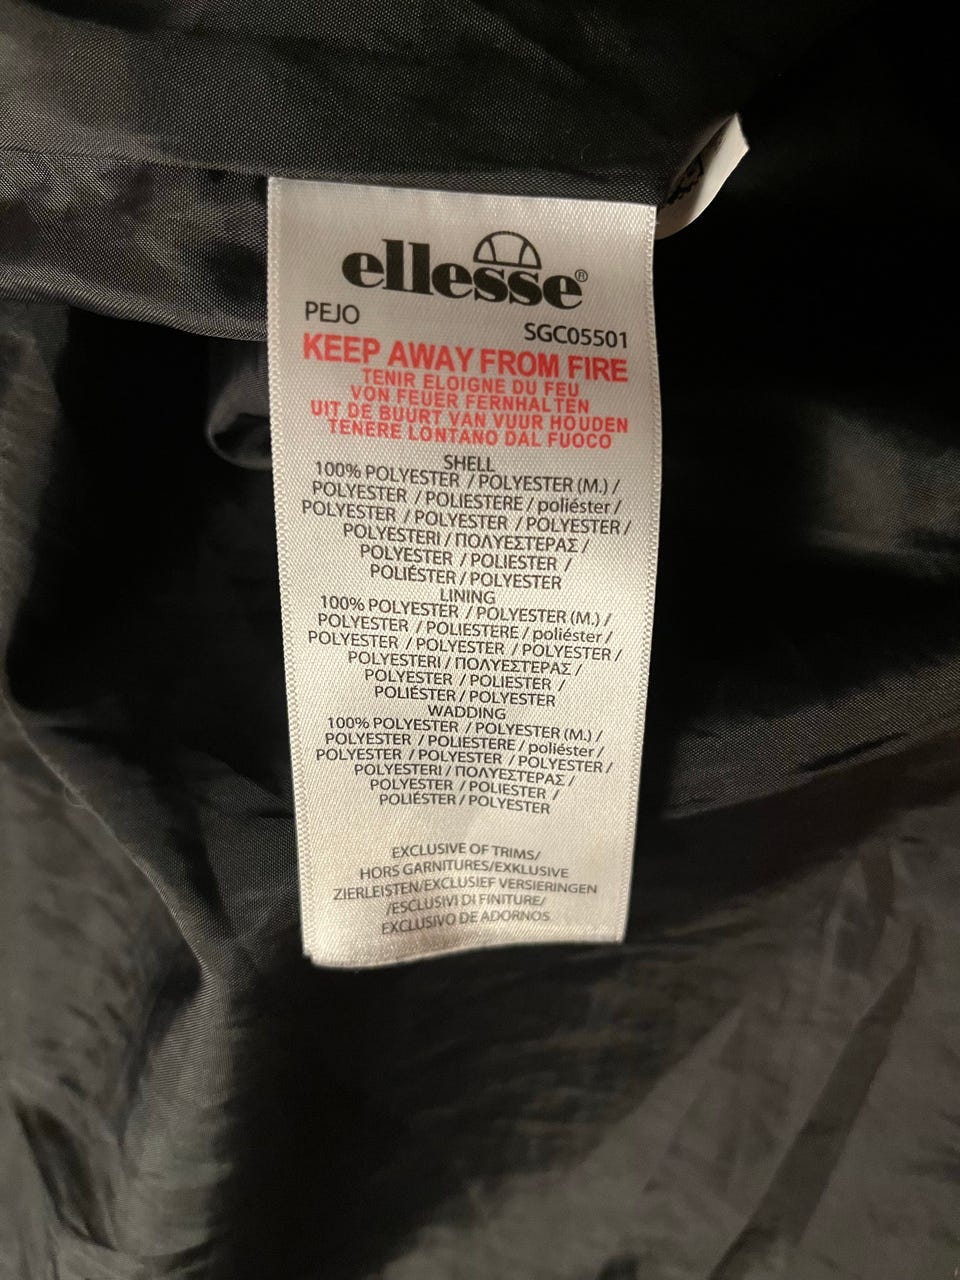 ellesse®
PEJO
SGC05501
KEEP AWAY FROM FIRE
TENIR ELOIGNE DU FEU
VON FEUER FERNHALTEN
UIT DE BUURT VAN VUUR HOUDEN
TENERE LONTANO DAL FUOCO
SHELL
100% POLYESTER / POLYESTER (M.) /
POLYESTER / POLIESTERE / poliéster /
POLYESTER / POLYESTER / POLYESTER /
POLYESTERI / ΠΟΛΥΕΣΤΕΡΑΣ /
POLYESTER / POLIESTER /
POLIÉSTER / POLYESTER
LINING
100% POLYESTER / POLYESTER (M.) /
POLYESTER / POLIESTERE / poliéster /
POLYESTER / POLYESTER / POLYESTER /
POLYESTERI / ΠΟΛΥΕΣΤΕΡΑΣ /
POLYESTER / POLIESTER /
POLIÉSTER / POLYESTER
WADDING
100% POLYESTER / POLYESTER (M.) /
POLYESTER / POLIESTERE / poliéster /
POLYESTER / POLYESTER / POLYESTER /
POLYESTERI / ΠΟΛΥΕΣΤΕΡΑΣ /
POLYESTER / POLIESTER /
POLIÉSTER / POLYESTER
EXCLUSIVE OF TRIMS/
HORS GARNITURES/EXKLUSIVE
ZIERLEISTEN/EXCLUSIEF VERSIERINGEN
/ESCLUSIVI DI FINITURE/
EXCLUSIVO DE ADORNOS